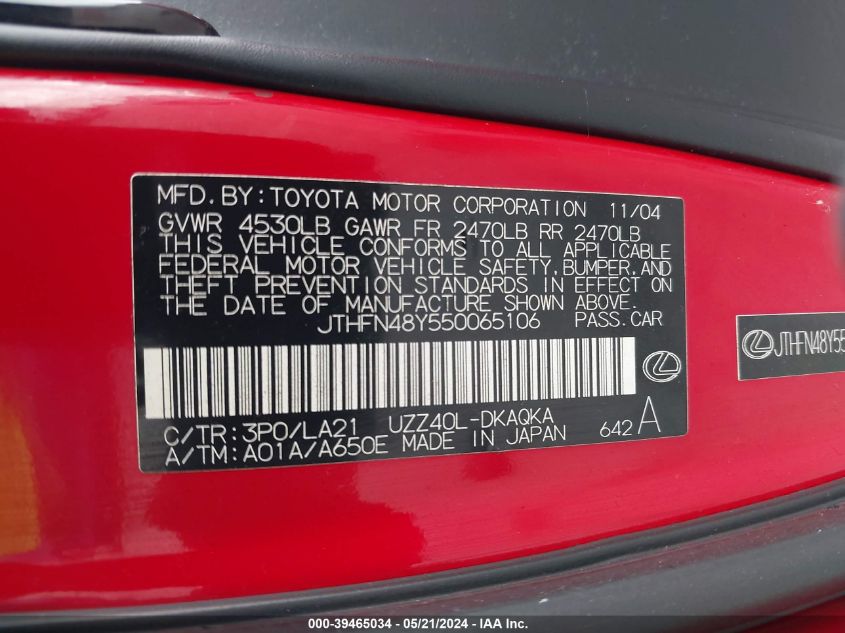 MFD. BY: TOYOTA MOTOR CORPORATION 11/04
GVWR 4530LB GAWR FR 2470LB RR 2470LB
THIS VEHICLE CONFORMS TO ALL APPLICABLE
FEDERAL MOTOR VEHICLE SAFETY, BUMPER, AND
THEFT PREVENTION STANDARDS IN EFFECT ON
THE DATE OF MANUFACTURE SHOWN ABOVE.
JTHFN48Y550065106 PASS. CAR
C/TR: 3P0/LA21 UZZ40L-DKAQKA 642 A
A/TM: A01A/A650E MADE IN JAPAN
JTHFN48Y55
000-39465034 - 05/21/2024 - IAA Inc.